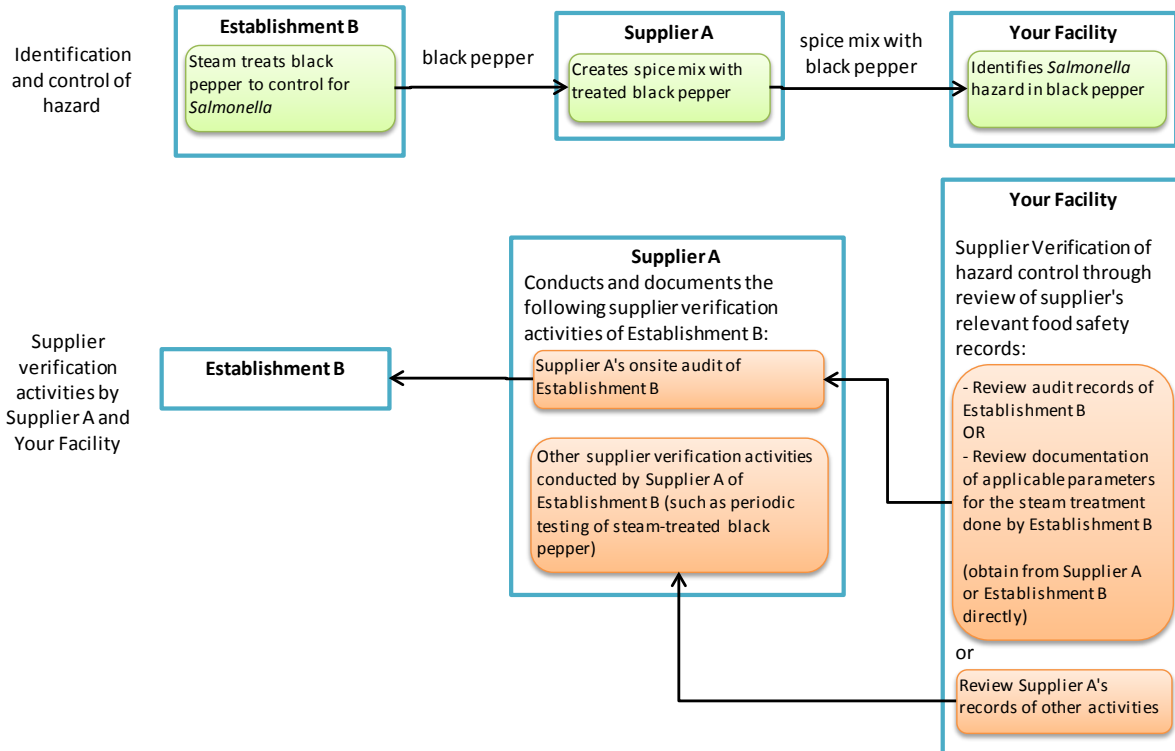 Identification
and control of
hazard
Establishment B
Steam treats black
pepper to control for
Salmonella
black pepper
Supplier A
Creates spice mix with
treated black pepper
spice mix with
black pepper
Your Facility
Identifies Salmonella
hazard in black pepper
Supplier
verification
activities by
Supplier A and
Your Facility
Establishment B
Supplier A
Conducts and documents the
following supplier verification
activities of Establishment B:
Supplier A's onsite audit of
Establishment B
Other supplier verification activities
conducted by Supplier A of
Establishment B (such as periodic
testing of steam-treated black
pepper)
Your Facility
Supplier Verification of
hazard control through
review of supplier's
relevant food safety
records:
- Review audit records of
Establishment B
OR
- Review documentation
of applicable parameters
for the steam treatment
done by Establishment B
(obtain from Supplier A
or Establishment B
directly)
or
Review Supplier A's
records of other activities